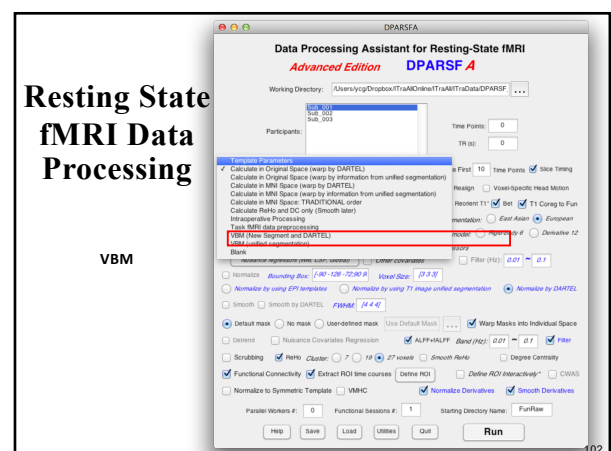 Resting State
fMRI Data
Processing
VBM
DPARSFA
Data Processing Assistant for Resting-State fMRI
Advanced Edition DPARSF A
Working Directory: /Users/ycg/Dropbox/ITraAllOnline/ITraAll/ITraData/DPARSF_ ...
Participants:
Sub_001
Sub_002
Sub_003
Time Points: 0
TR (s): 0
Template Parameters
✓ Calculate in Original Space (warp by DARTEL)
Calculate in Original Space (warp by information from unified segmentation)
Calculate in MNI Space (warp by DARTEL)
Calculate in MNI Space (warp by information from unified segmentation)
Calculate in MNI Space: TRADITIONAL order
Calculate ReHo and DC only (Smooth later)
Intraoperative Processing
Task fMRI data preprocessing
VBM (New Segment and DARTEL)
VBM (unified segmentation)
Blank
e First 10 Time Points Slice Timing
Realign Voxel-Specific Head Motion
Reorient T1* Bet T1 Coreg to Fun
mentation: East Asian European
model: 6 Derivative 12
Nuisance regressors (WM, CSF, Global) Other covariates Filter (Hz): 0.01 ~ 0.1
Normalize Bounding Box: [-90 -126 -72;90 9 Voxel Size: [3 3 3]
Normalize by using EPI templates Normalize by using T1 image unified segmentation Normalize by DARTEL
Smooth Smooth by DARTEL FWHM: [4 4 4]
Default mask No mask User-defined mask Use Default Mask ... Warp Masks into Individual Space
Detrend Nuisance Covariates Regression ALFF+fALFF Band (Hz): 0.01 ~ 0.1 Filter
Scrubbing ReHo Cluster: 7 19 27 voxels Smooth ReHo Degree Centrality
Functional Connectivity Extract ROI time courses Define ROI Define ROI Interactively* CWAS
Normalize to Symmetric Template VMHC Normalize Derivatives Smooth Derivatives
Parallel Workers #: 0 Functional Sessions #: 1 Starting Directory Name: FunRaw
Help Save Load Utilities Quit Run
102